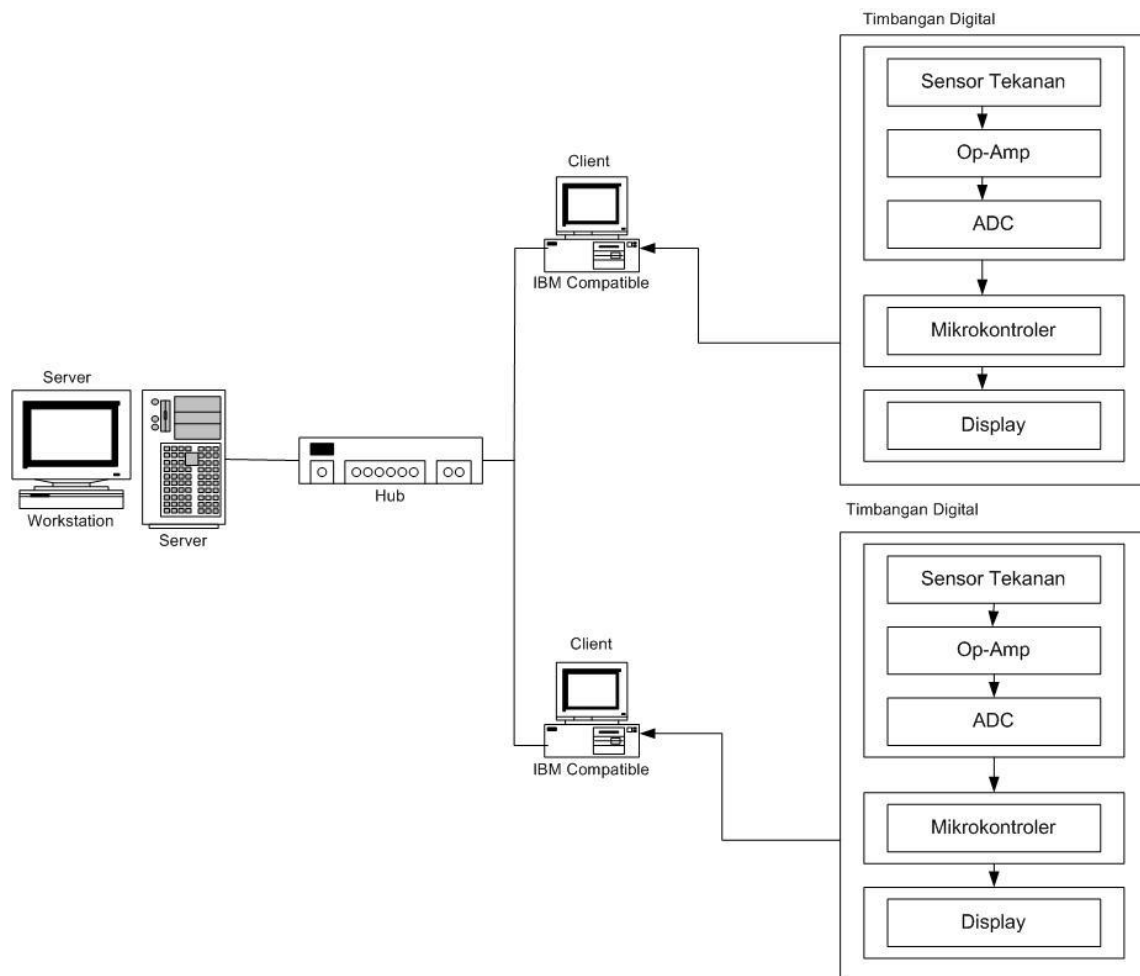 Timbangan Digital
Sensor Tekanan
Op-Amp
ADC
Mikrokontroler
Display
Client
IBM Compatible
Server
Workstation
Server
Hub
Timbangan Digital
Sensor Tekanan
Op-Amp
ADC
Mikrokontroler
Display
Client
IBM Compatible